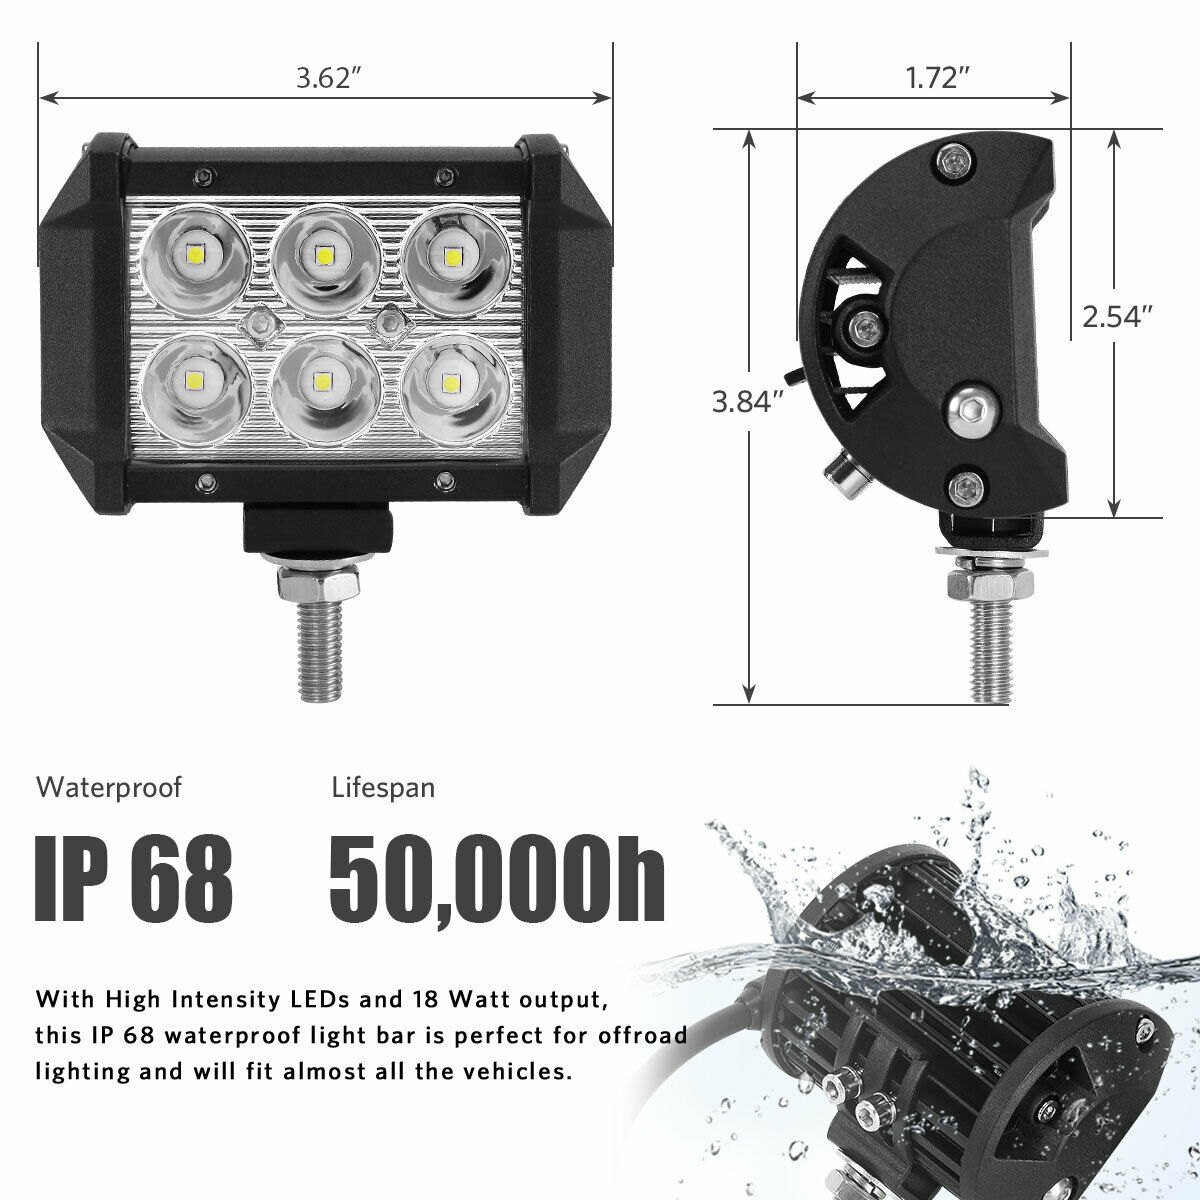 3.62”
1.72”
2.54”
3.84”
Waterproof
Lifespan
IP 68
50,000h
With High Intensity LEDs and 18 Watt output,
this IP 68 waterproof light bar is perfect for offroad
lighting and will fit almost all the vehicles.